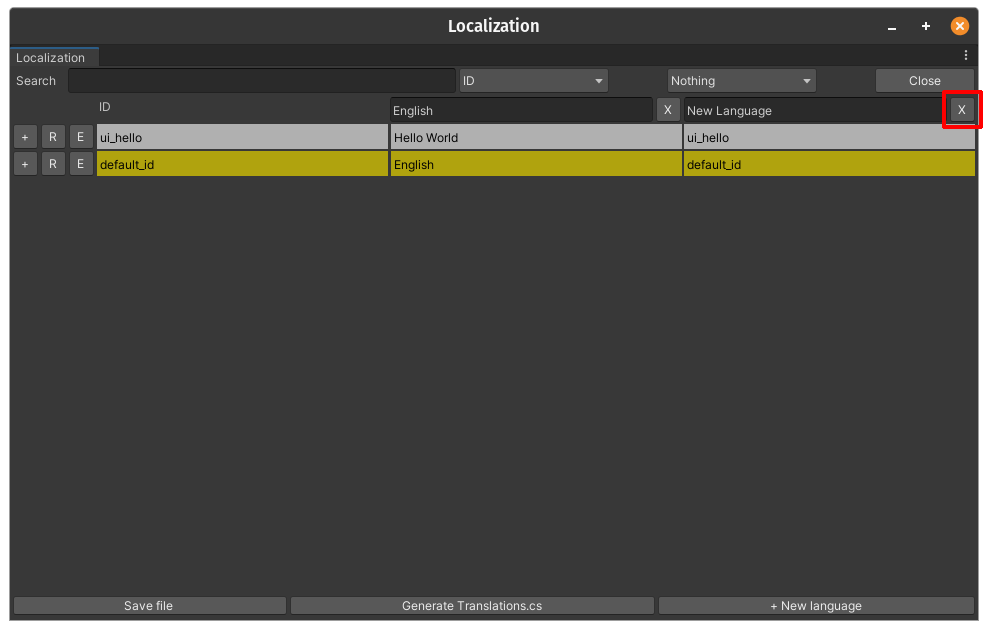 Localization
Localization
Search ID Nothing Close
ID English X New Language X
+ R E ui_hello Hello World ui_hello
+ R E default_id English default_id
Save file Generate Translations.cs + New language